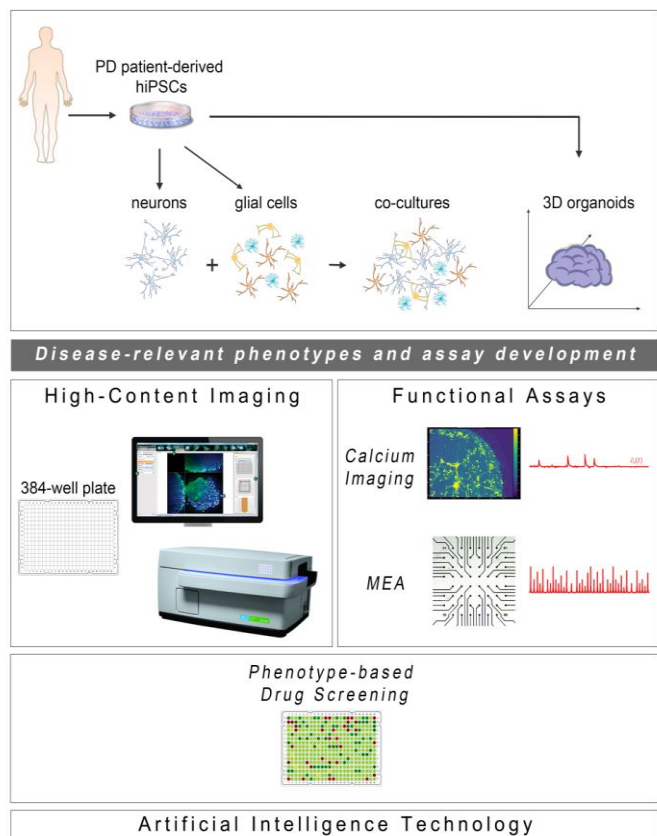 PD patient-derived
hiPSCs
neurons
glial cells
co-cultures
3D organoids
+
Disease-relevant phenotypes and assay development
High-Content Imaging
384-well plate
Functional Assays
Calcium
Imaging
MEA
Phenotype-based
Drug Screening
Artificial Intelligence Technology